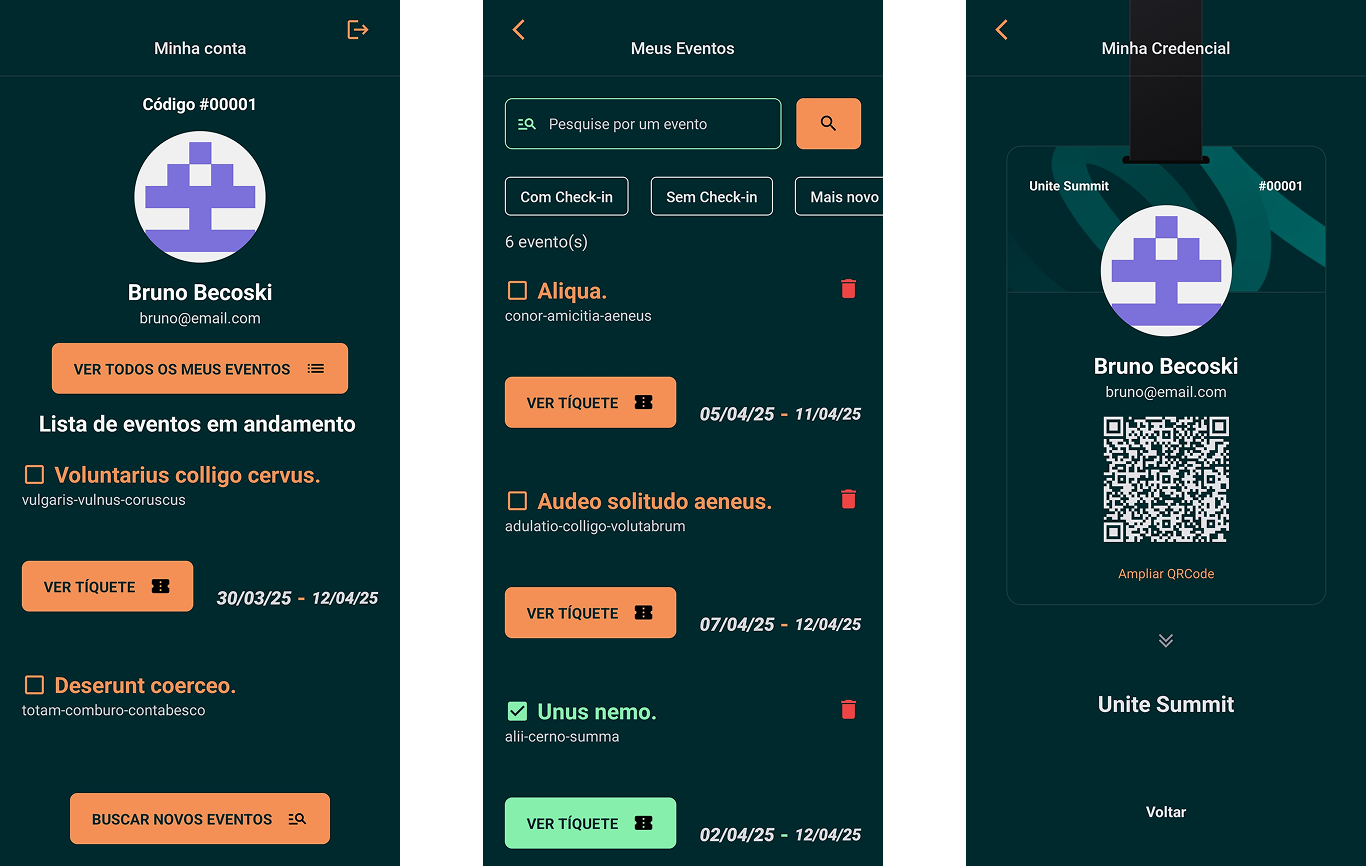 Minha conta
Código #00001
Bruno Becoski
bruno@email.com
VER TODOS OS MEUS EVENTOS
Lista de eventos em andamento
Voluntarius colligo cervus.
vulgaris-vulnus-coruscus
VER TÍQUETE
30/03/25 - 12/04/25
Deserunt coerceo.
totam-comburo-contabesco
BUSCAR NOVOS EVENTOS
Meus Eventos
Pesquise por um evento
Com Check-in
Sem Check-in
Mais novo
6 evento(s)
Aliqua.
conor-amicitia-aeneus
VER TÍQUETE
05/04/25 - 11/04/25
Audeo solitudo aeneus.
adulatio-colligo-volutabrum
VER TÍQUETE
07/04/25 - 12/04/25
Unus nemo.
alii-cerno-summa
VER TÍQUETE
02/04/25 - 12/04/25
Minha Credencial
Unite Summit
#00001
Bruno Becoski
bruno@email.com
Ampliar QRCode
Unite Summit
Voltar